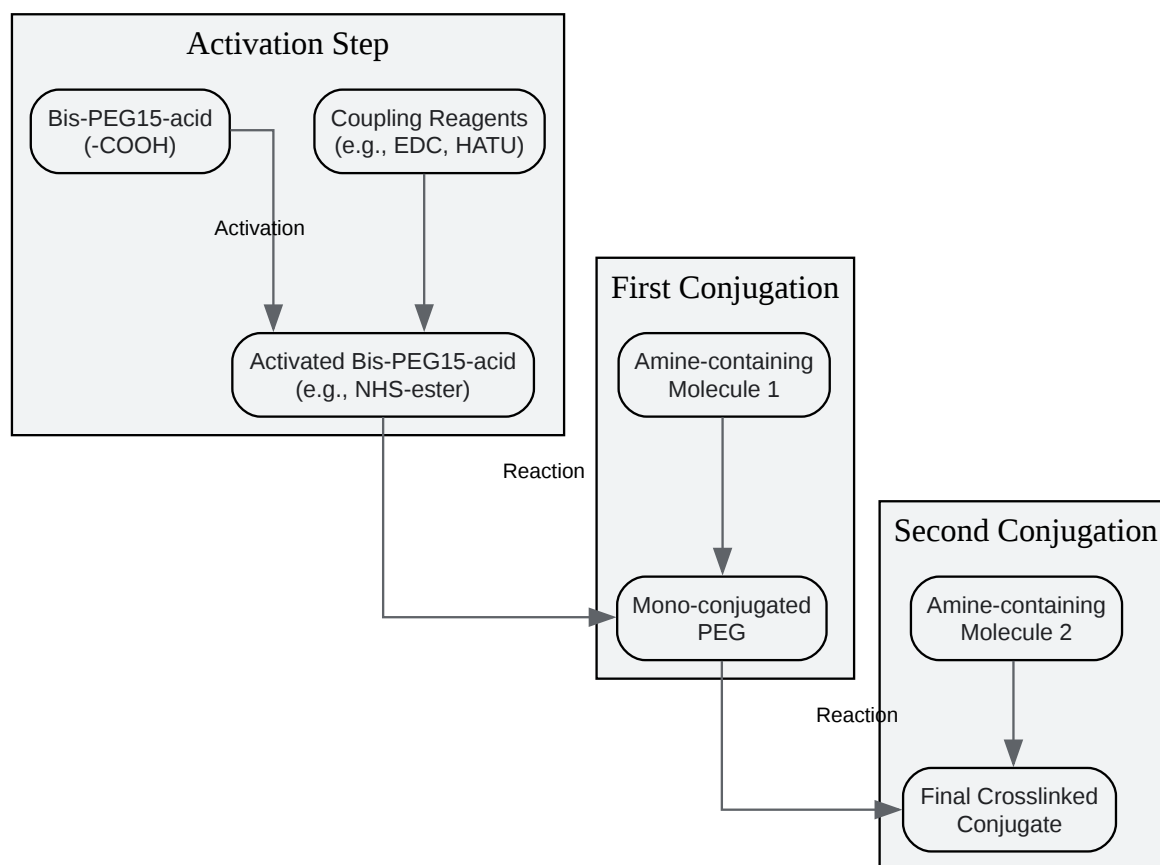 Activation Step
Bis-PEG15-acid
(-COOH)
Coupling Reagents
(e.g., EDC, HATU)
Activation
Activated Bis-PEG15-acid
(e.g., NHS-ester)
Reaction
First Conjugation
Amine-containing
Molecule 1
Mono-conjugated
PEG
Reaction
Second Conjugation
Amine-containing
Molecule 2
Final Crosslinked
Conjugate